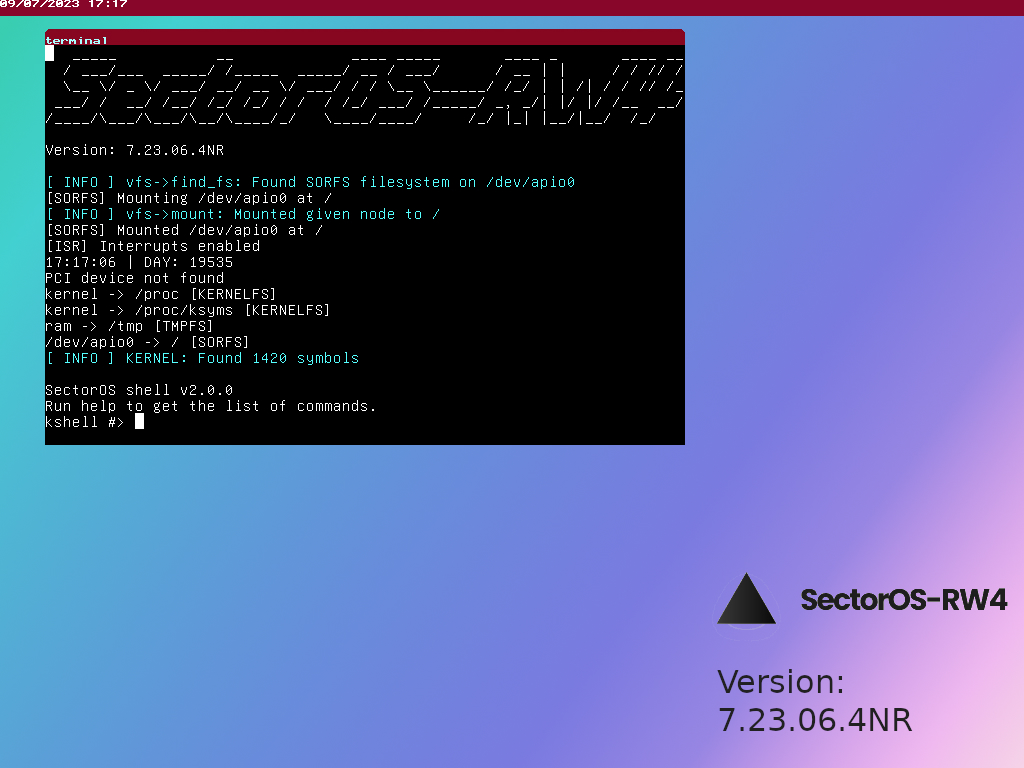 09/07/2023 17:17
terminal
SectorOS-RW4
Version: 7.23.06.4NR
[ INFO ] vfs->find_fs: Found SORFS filesystem on /dev/apio0
[SORFS] Mounting /dev/apio0 at /
[ INFO ] vfs->mount: Mounted given node to /
[SORFS] Mounted /dev/apio0 at /
[ISR] Interrupts enabled
17:17:06 | DAY: 19535
PCI device not found
kernel -> /proc [KERNELFS]
kernel -> /proc/ksyms [KERNELFS]
ram -> /tmp [TMPFS]
/dev/apio0 -> / [SORFS]
[ INFO ] KERNEL: Found 1420 symbols
SectorOS shell v2.0.0
Run help to get the list of commands.
kshell #>
SectorOS-RW4
Version:
7.23.06.4NR